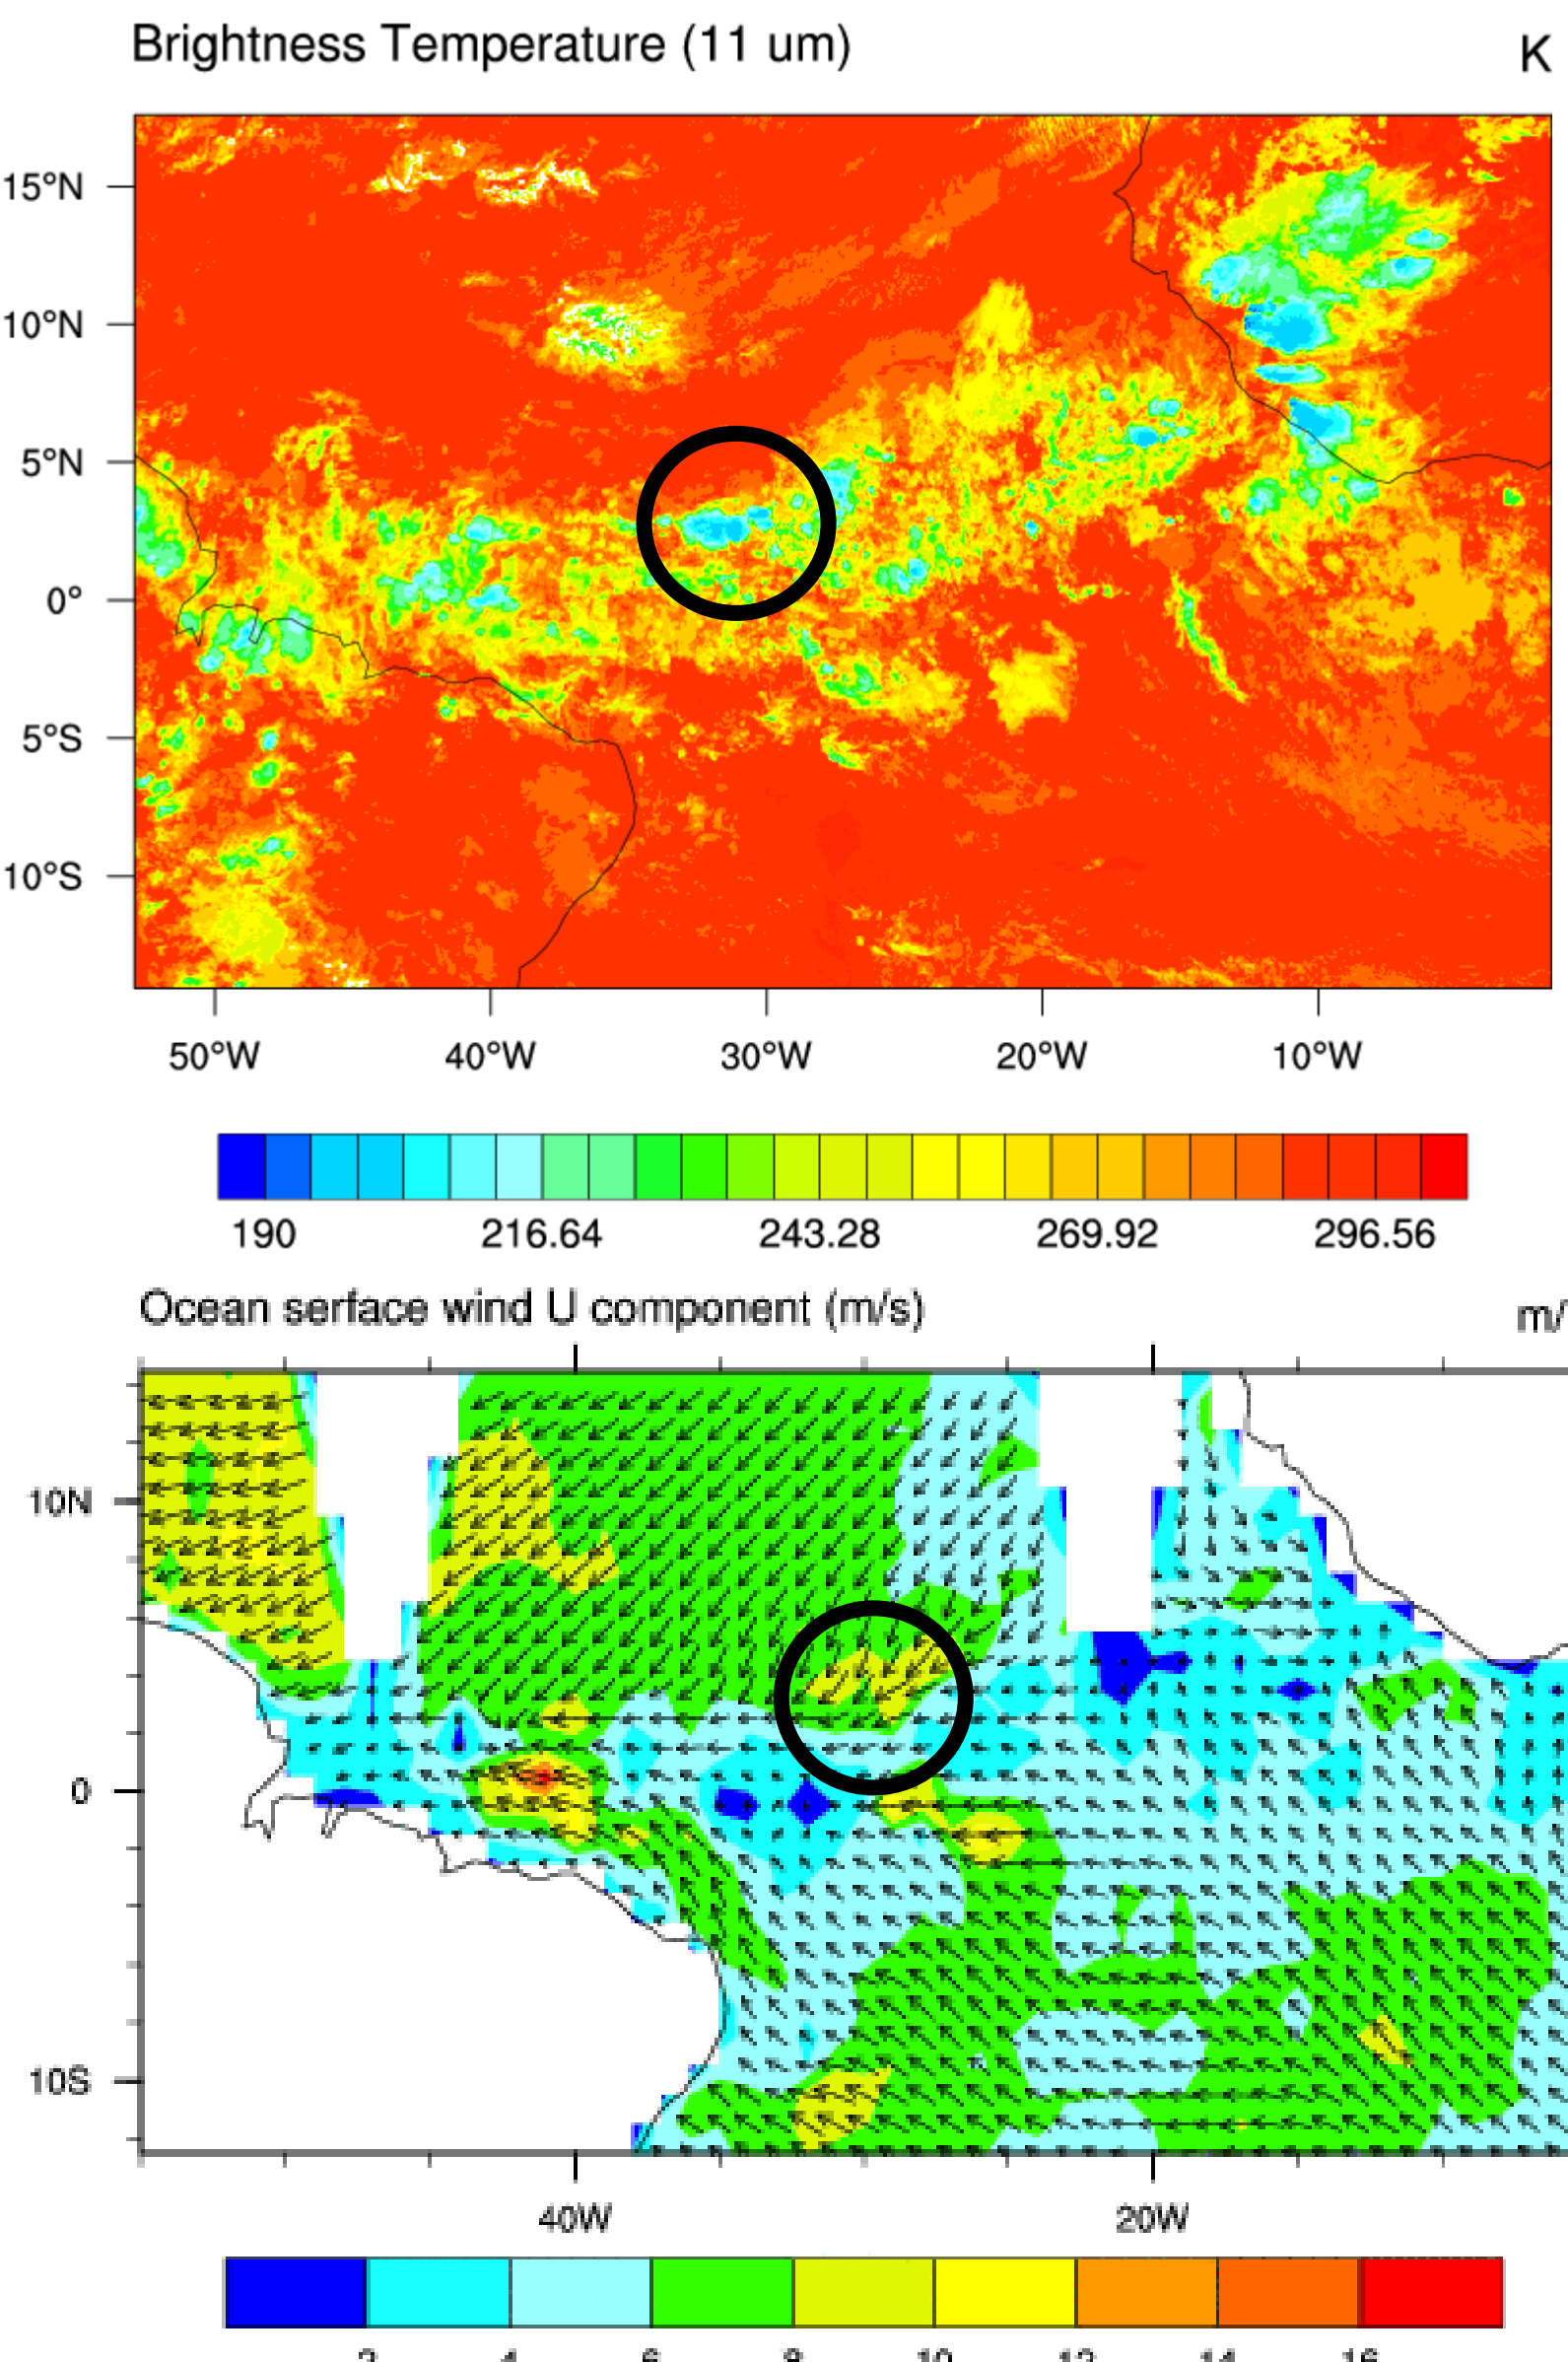 Brightness Temperature (11 um)
K
15°N
10°N
5°N
0°
5°S
10°S
50°W 40°W 30°W 20°W 10°W
190 216.64 243.28 269.92 296.56
Ocean serface wind U component (m/s)
m/
10N
0
10S
40W 20W